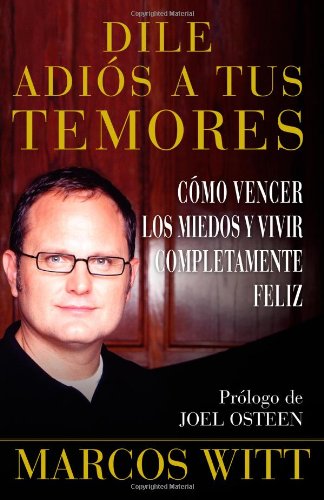 DILE
ADIÓS A TUS
TEMORES
CÓMO VENCER
LOS MIEDOS Y VIVIR
COMPLETAMENTE
FELIZ
Prólogo de
JOEL OSTEEN
MARCOS WITT